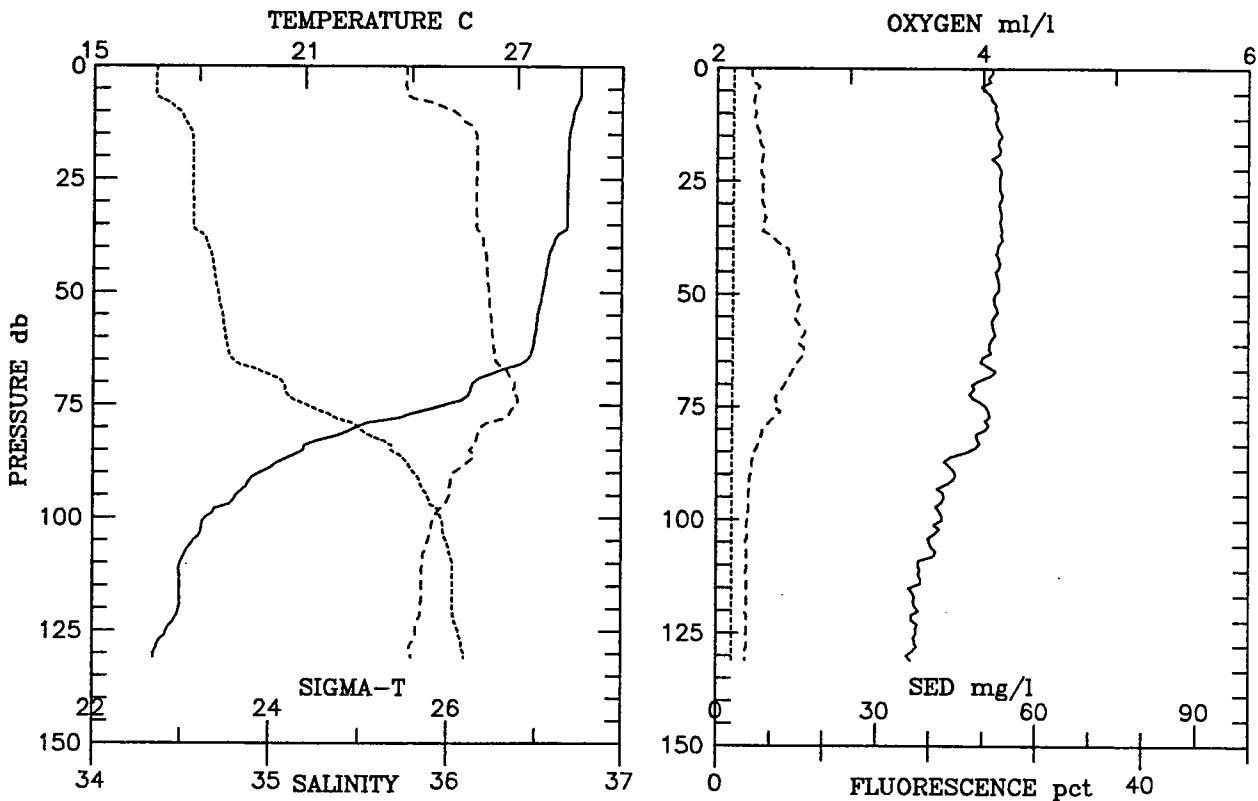 TEMPERATURE C
15 21 27
0
25
50
75
100
125
150
PRESSURE db
SIGMA-T
22 24 26
34 35 36 37
SALINITY
OXYGEN ml/l
2 4 6
0
25
50
75
100
125
150
SED mg/l
0 30 60 90
0 FLUORESCENCE pct 40